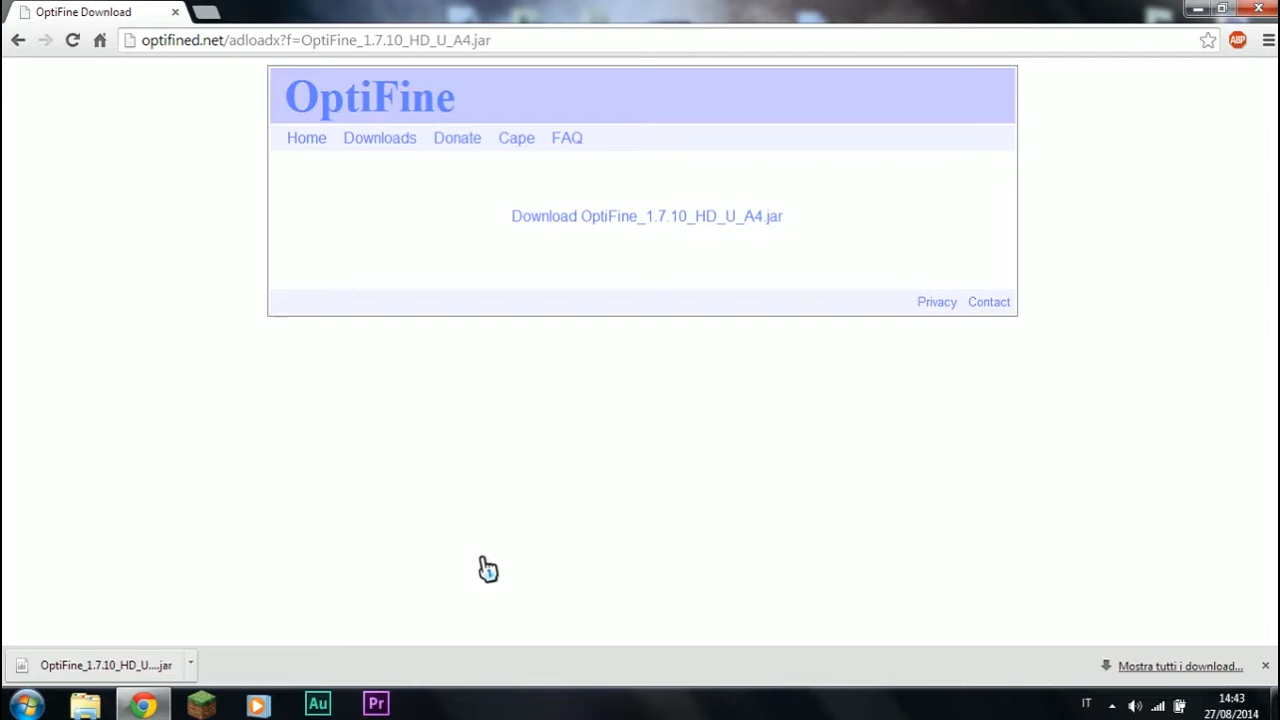 OptiFine Download
optifined.net/adloadx?f=OptiFine_1.7.10_HD_U_A4.jar
ABP
OptiFine
Home Downloads Donate Cape FAQ
Download OptiFine_1.7.10_HD_U_A4.jar
Privacy Contact
OptiFine_1.7.10_HD_U....jar
Mostra tutti i download...
Au Pr
IT
14:43
27/08/2014